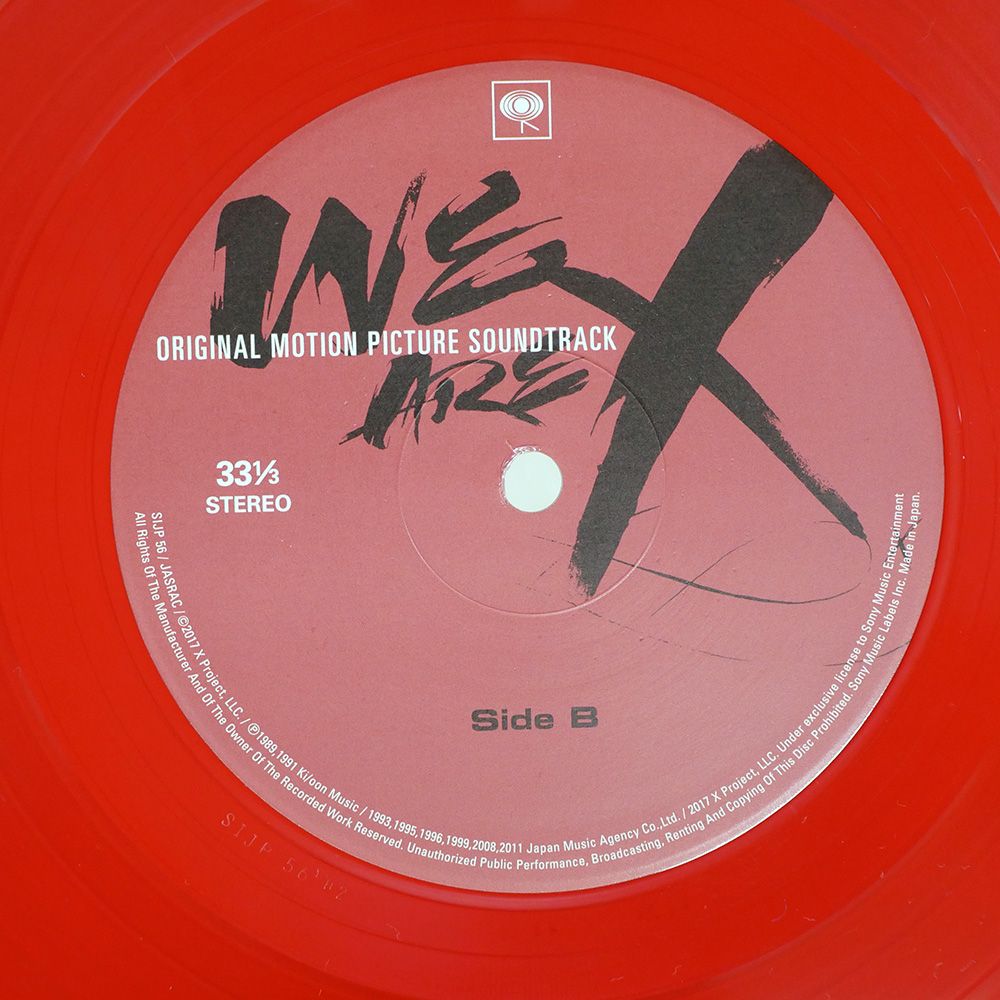 WE
ARE
X
ORIGINAL MOTION PICTURE SOUNDTRACK
33⅓
STEREO
Side B
SIJP 56 / JASRAC / ©2017 X Project, LLC. / ℗1989,1991 Ki/oon Music / 1993,1995,1996,1999,2008,2011 Japan Music Agency Co.,Ltd. / 2017 X Project, LLC. Under exclusive license to Sony Music Entertainment
All Rights Of The Manufacturer And Of The Owner Of The Recorded Work Reserved. Unauthorized Public Performance, Broadcasting, Renting And Copying Of This Disc Prohibited. Sony Music Labels Inc. Made in Japan.
SIJP